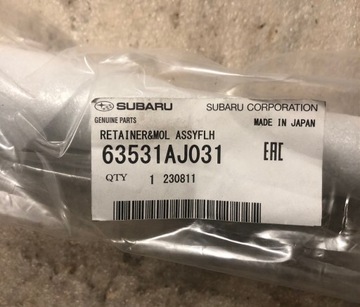 SUBARU SUBARU CORPORATION
GENUINE PARTS MADE IN JAPAN
RETAINER&MOL ASSYFLH
63531AJ031 EAC
QTY 1 230811